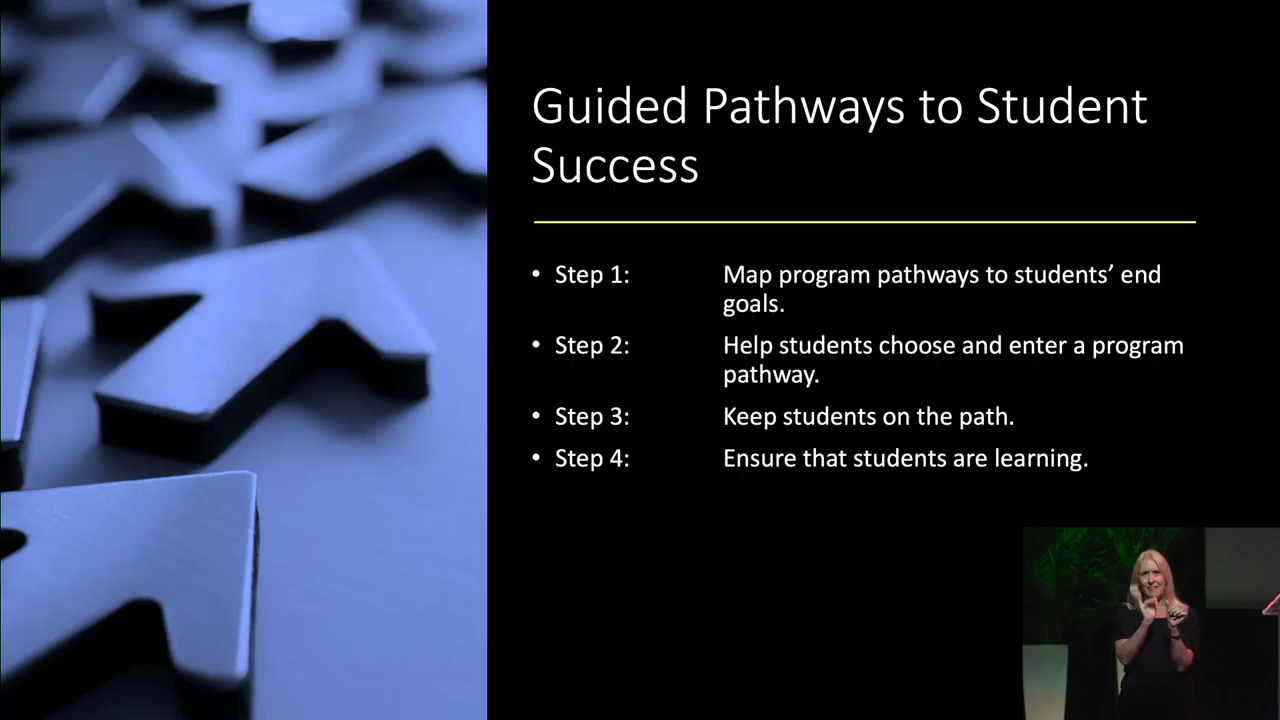 Guided Pathways to Student
Success
• Step 1: Map program pathways to students’ end
goals.
• Step 2: Help students choose and enter a program
pathway.
• Step 3: Keep students on the path.
• Step 4: Ensure that students are learning.